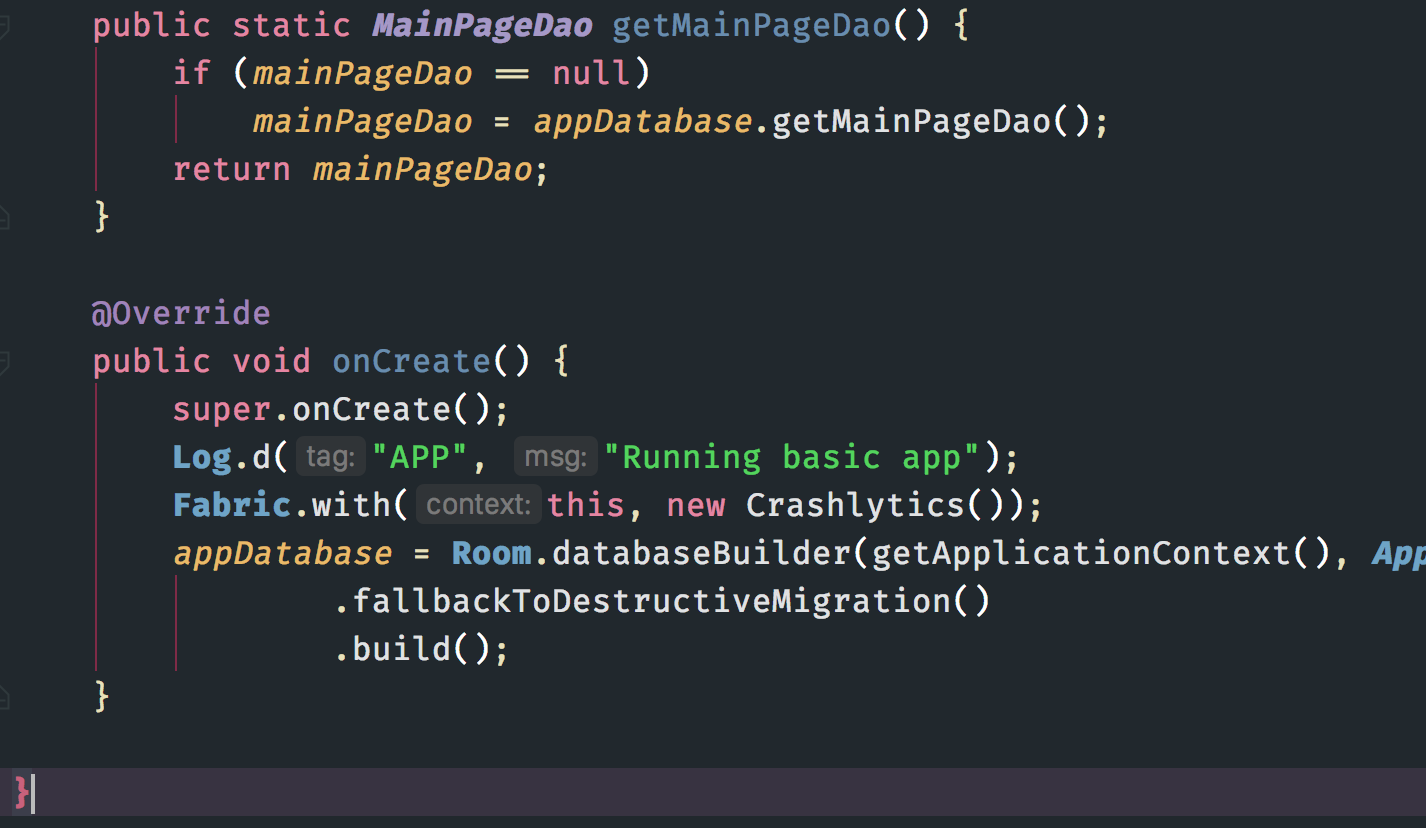 public static MainPageDao getMainPageDao() {
if (mainPageDao == null)
mainPageDao = appDatabase.getMainPageDao();
return mainPageDao;
}
@Override
public void onCreate() {
super.onCreate();
Log.d( tag: "APP", msg: "Running basic app");
Fabric.with( context: this, new Crashlytics());
appDatabase = Room.databaseBuilder(getApplicationContext(), App
.fallbackToDestructiveMigration()
.build();
}
}